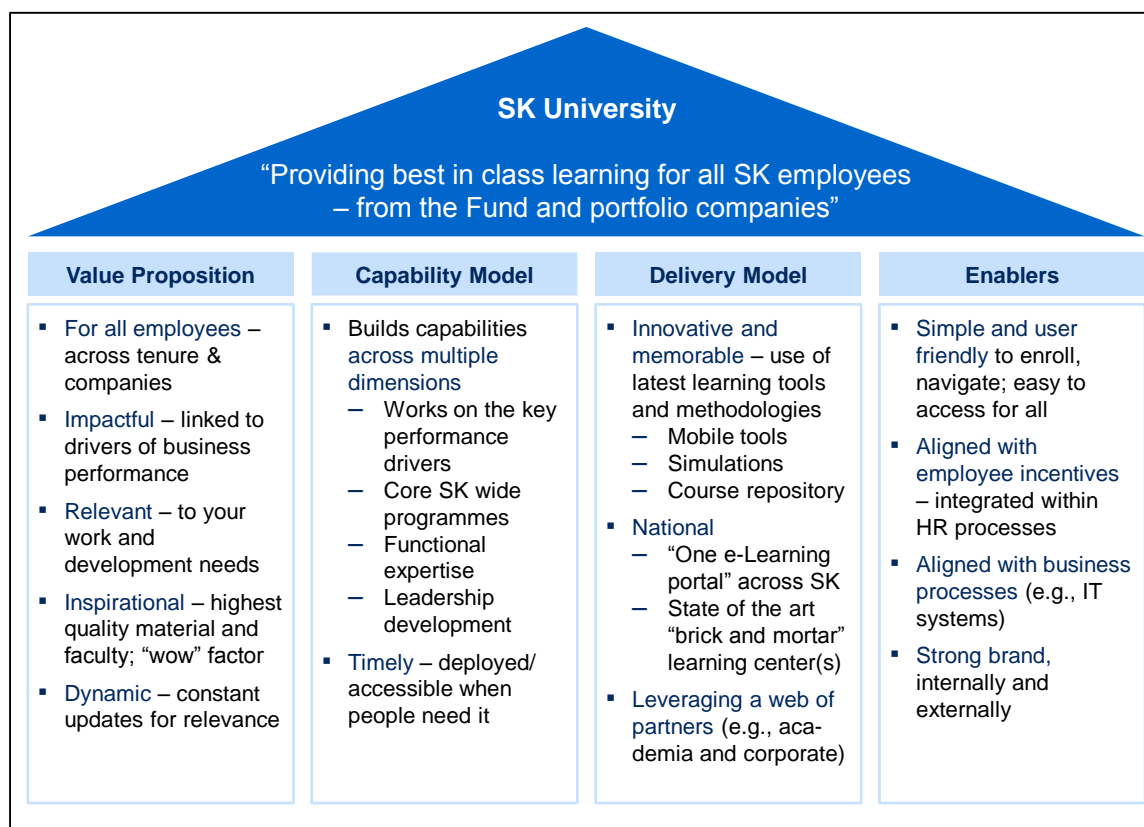 SK University
“Providing best in class learning for all SK employees
– from the Fund and portfolio companies”
Value Proposition
▪ For all employees –
across tenure &
companies
▪ Impactful – linked to
drivers of business
performance
▪ Relevant – to your
work and
development needs
▪ Inspirational – highest
quality material and
faculty; “wow” factor
▪ Dynamic – constant
updates for relevance
Capability Model
▪ Builds capabilities
across multiple
dimensions
– Works on the key
performance
drivers
– Core SK wide
programmes
– Functional
expertise
– Leadership
development
▪ Timely – deployed/
accessible when
people need it
Delivery Model
▪ Innovative and
memorable – use of
latest learning tools
and methodologies
– Mobile tools
– Simulations
– Course repository
▪ National
– “One e-Learning
portal” across SK
– State of the art
“brick and mortar”
learning center(s)
▪ Leveraging a web of
partners (e.g., aca-
demia and corporate)
Enablers
▪ Simple and user
friendly to enroll,
navigate; easy to
access for all
▪ Aligned with
employee incentives
– integrated within
HR processes
▪ Aligned with business
processes (e.g., IT
systems)
▪ Strong brand,
internally and
externally